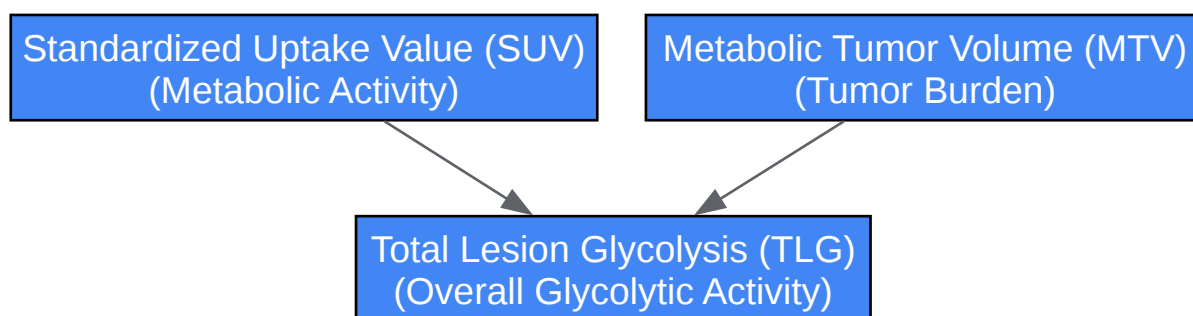 Standardized Uptake Value (SUV)
(Metabolic Activity)
Metabolic Tumor Volume (MTV)
(Tumor Burden)
Total Lesion Glycolysis (TLG)
(Overall Glycolytic Activity)